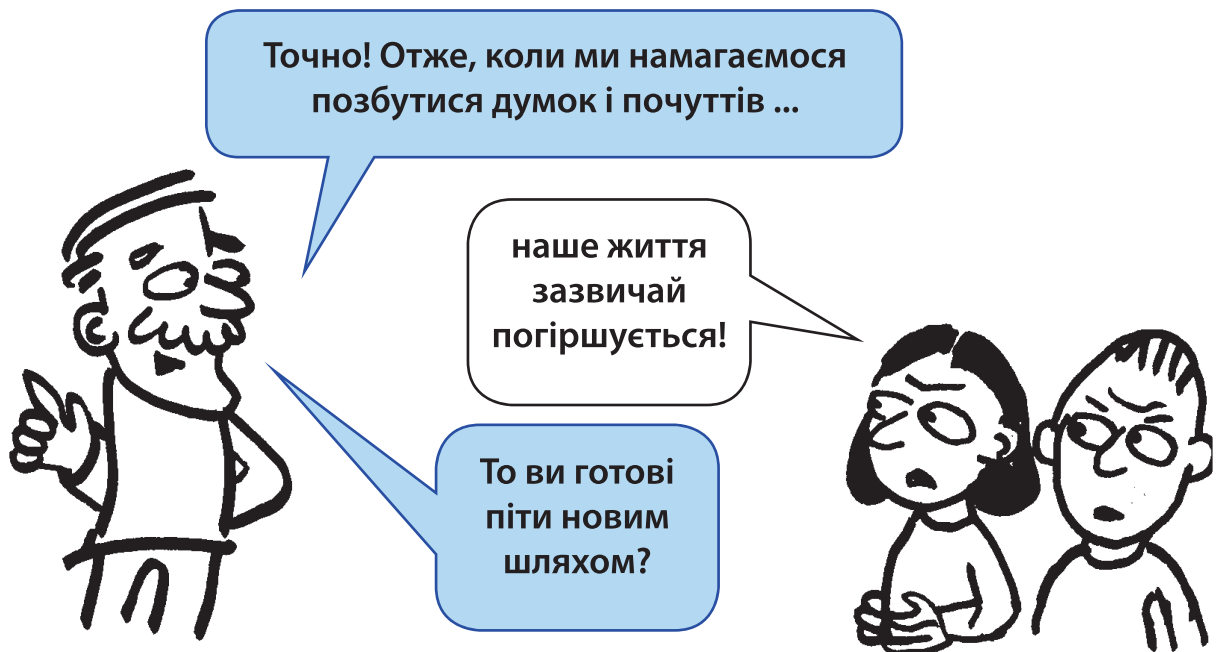 Точно! Отже, коли ми намагаємося
позбутися думок і почуттів ...
наше життя
зазвичай
погіршується!
То ви готові
піти новим
шляхом?